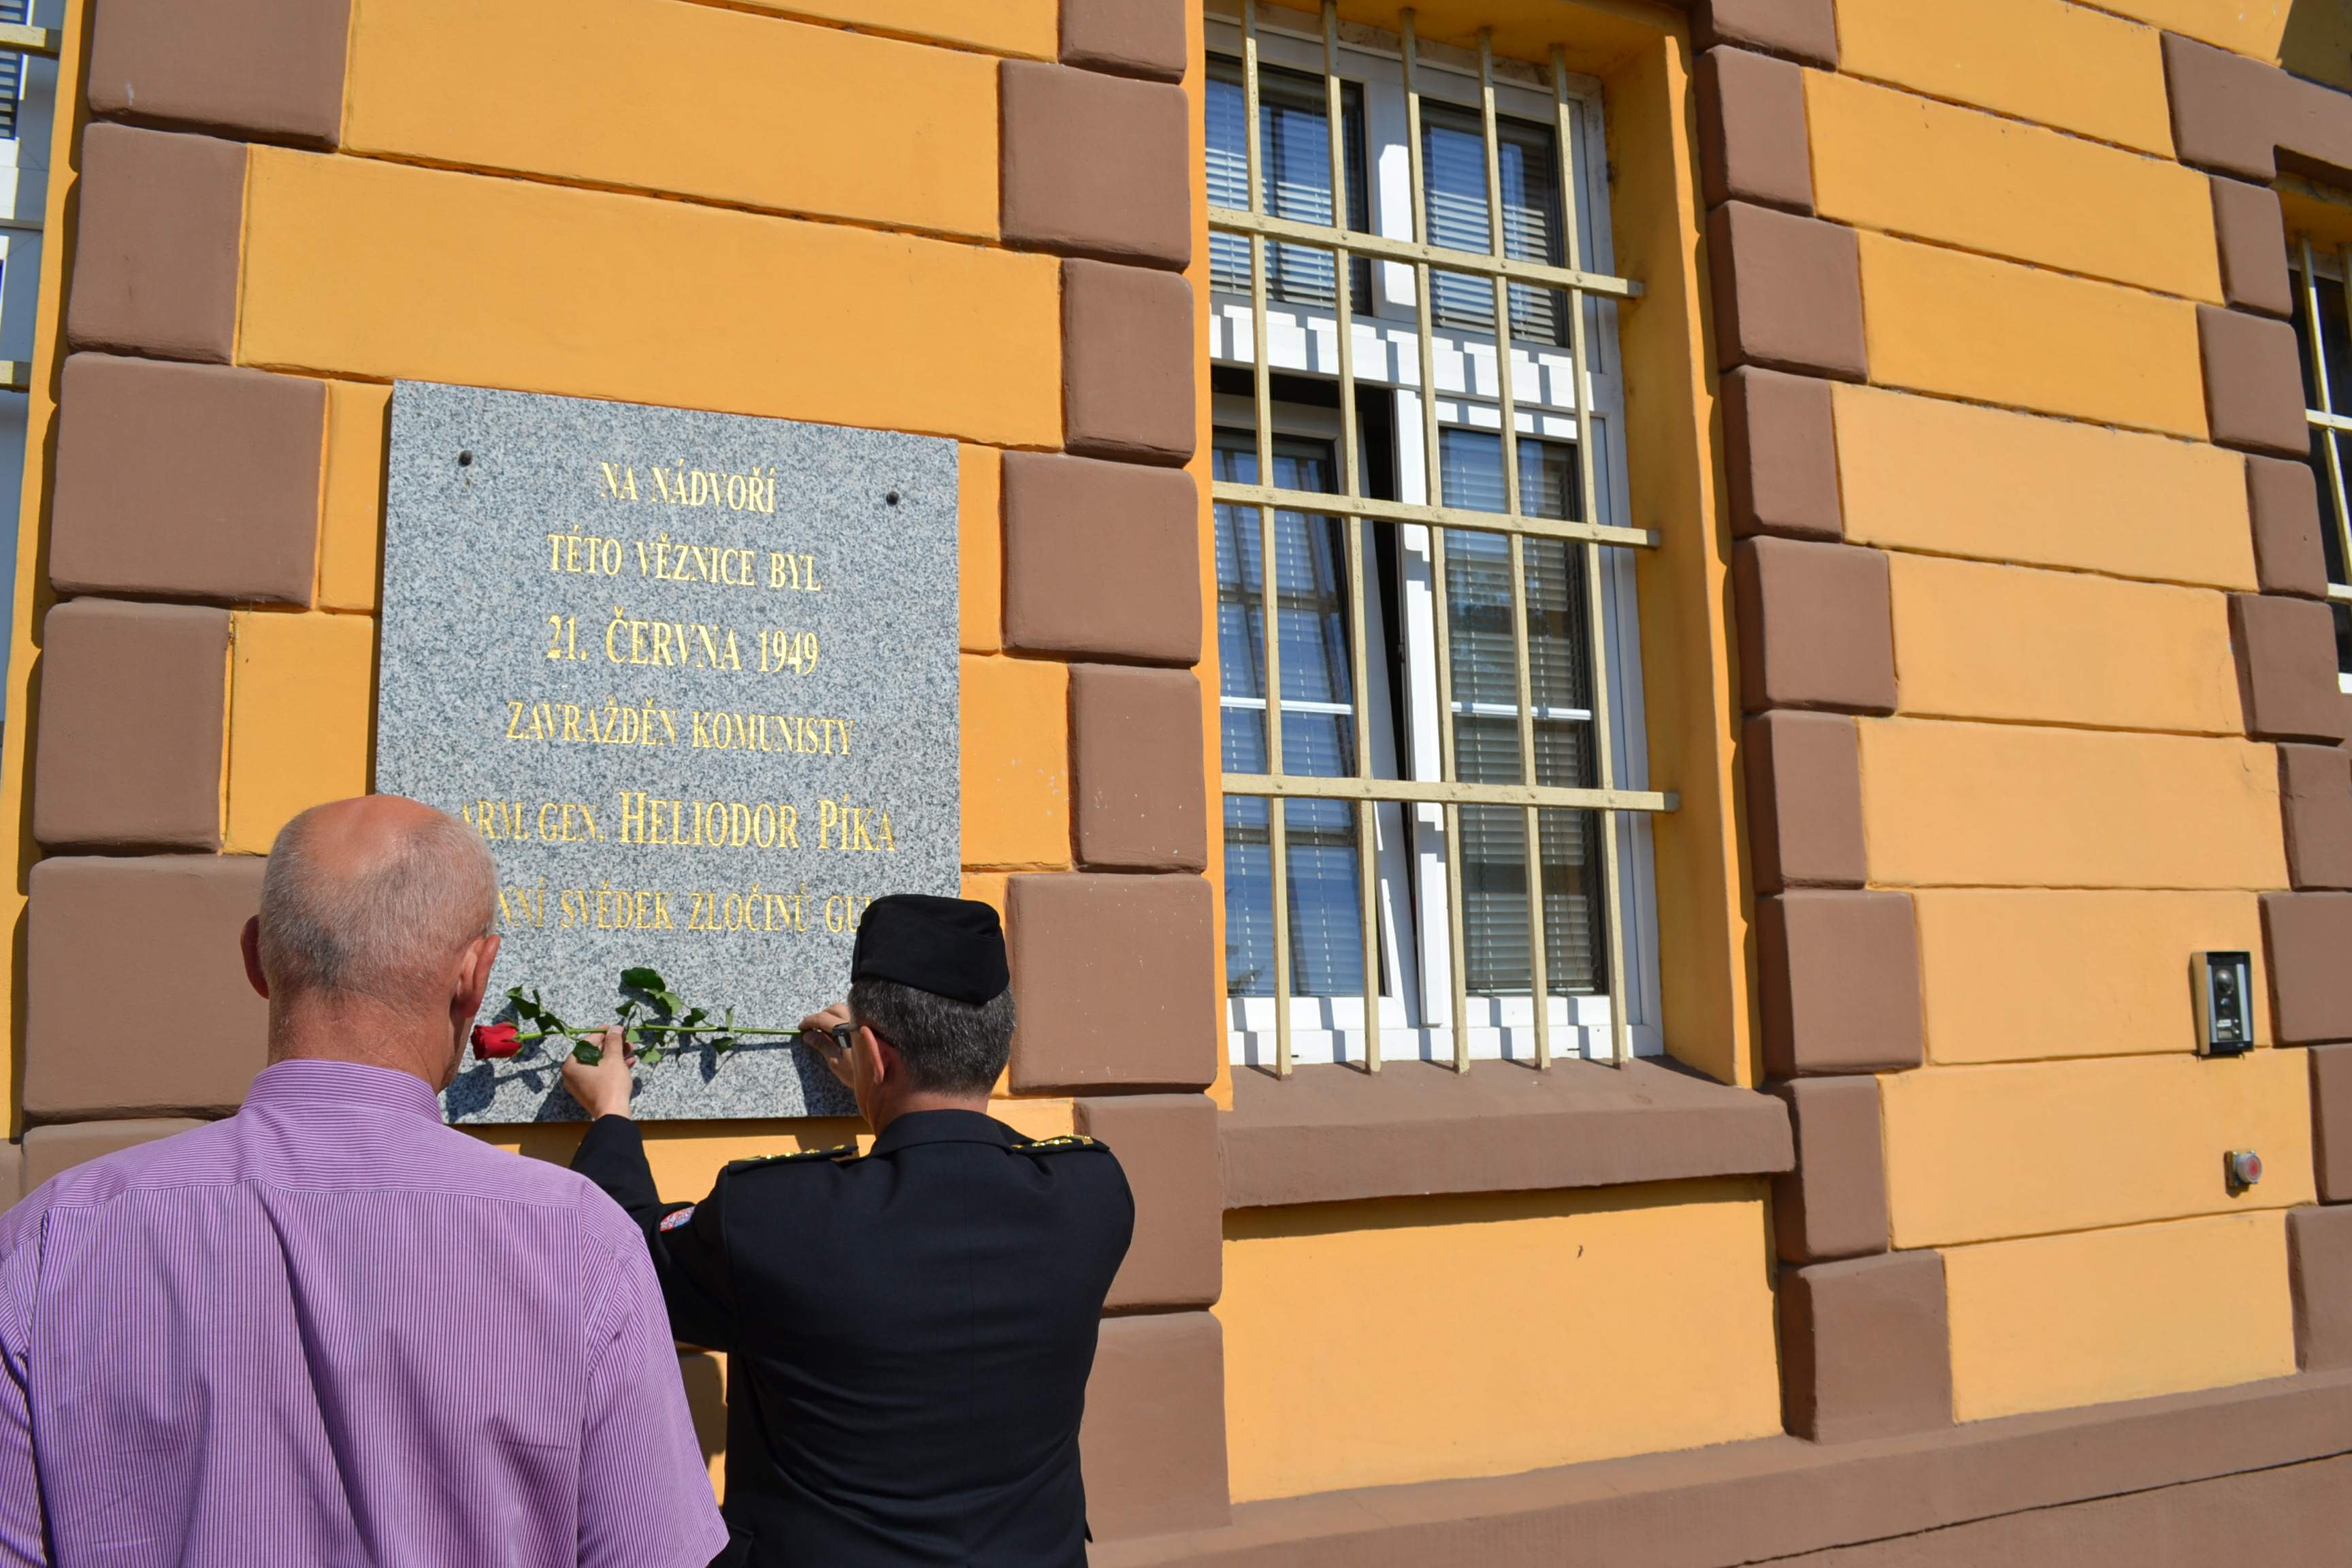 NA NÁDVOŘÍ
TÉTO VĚZNICE BYL
21. ČERVNA 1949
ZAVRAŽDĚN KOMUNISTY
ARM. GEN. HELIODOR PÍKA
SVĚDEK ZLOČINŮ